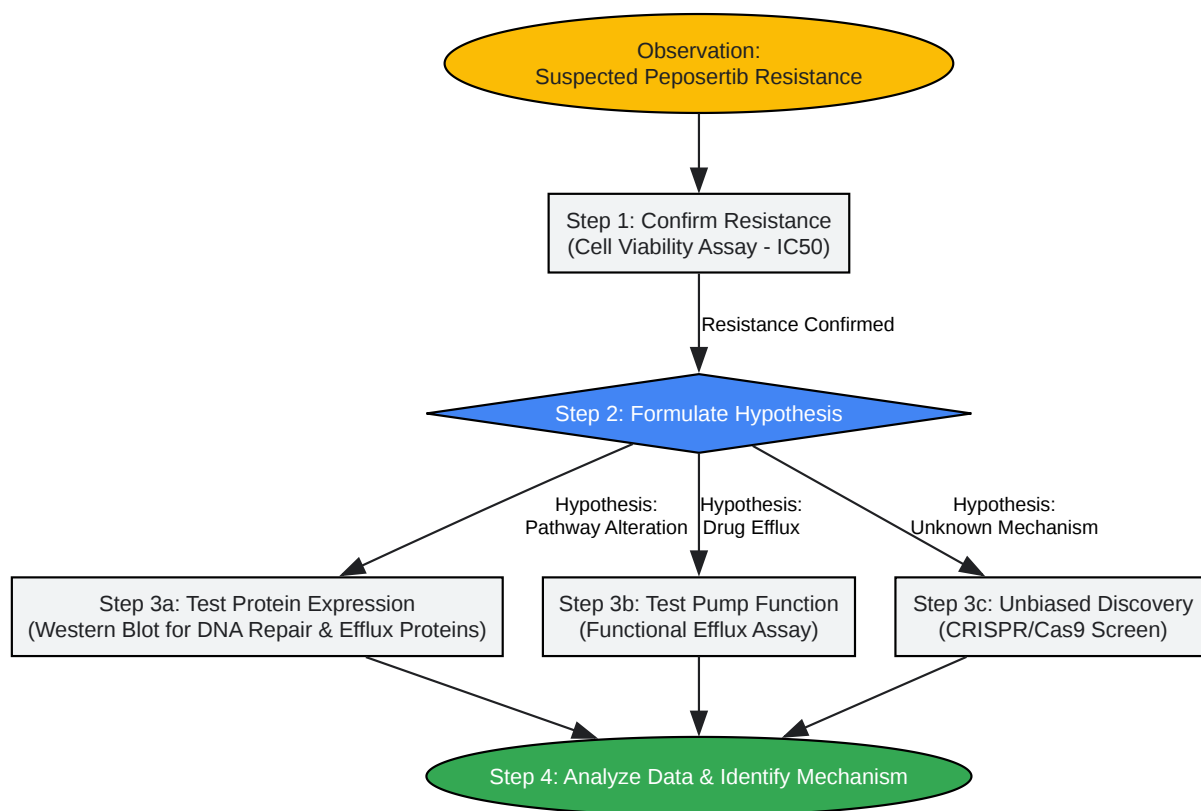 Observation:
Suspected Peposertib Resistance
Step 1: Confirm Resistance
(Cell Viability Assay - IC50)
Resistance Confirmed
Step 2: Formulate Hypothesis
Hypothesis:
Pathway Alteration
Hypothesis:
Drug Efflux
Hypothesis:
Unknown Mechanism
Step 3a: Test Protein Expression
(Western Blot for DNA Repair & Efflux Proteins)
Step 3b: Test Pump Function
(Functional Efflux Assay)
Step 3c: Unbiased Discovery
(CRISPR/Cas9 Screen)
Step 4: Analyze Data & Identify Mechanism